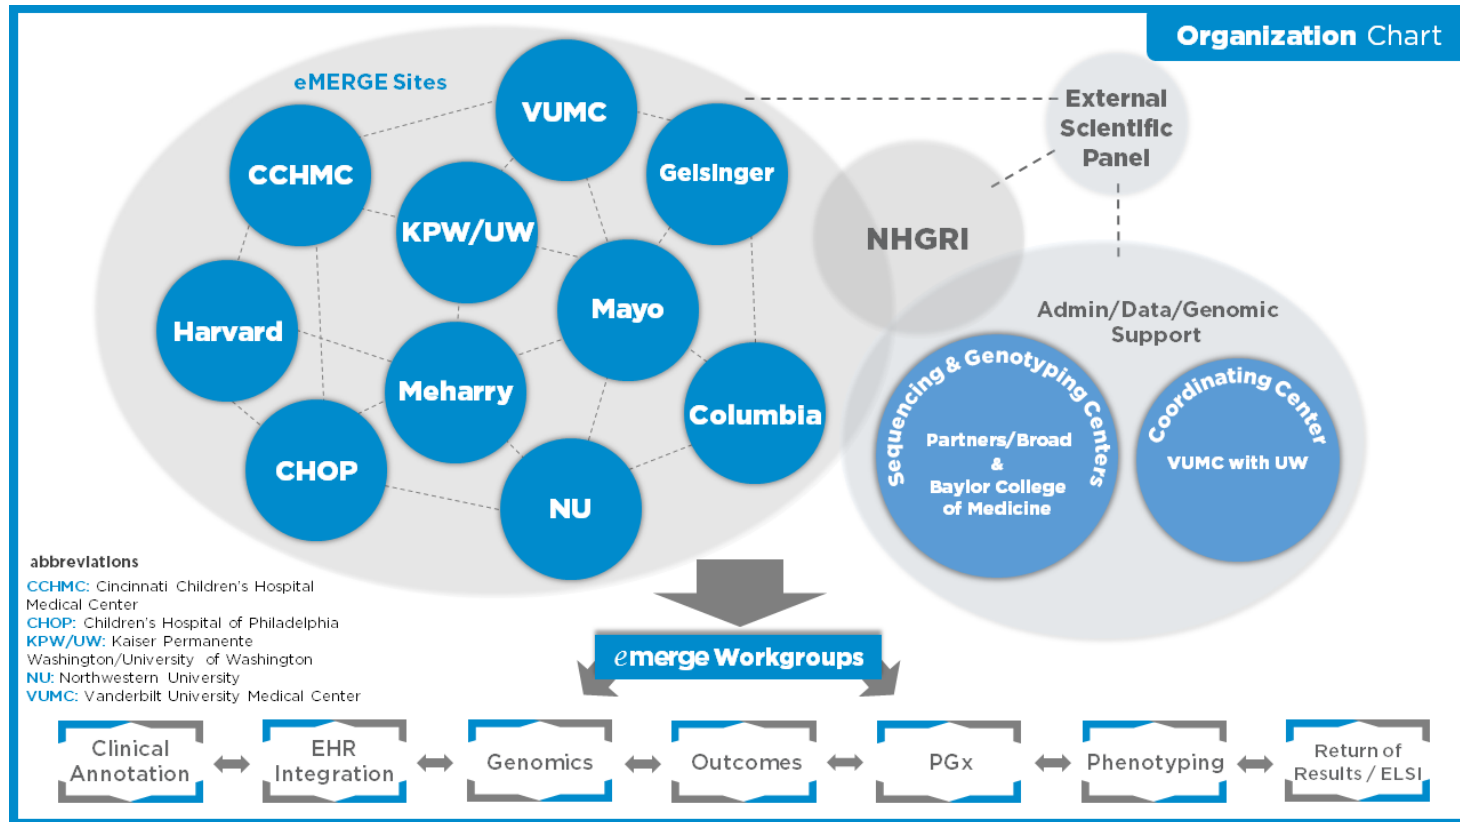 Organization Chart
eMERGE Sites
VUMC
CCHMC
Geisinger
KPW/UW
Mayo
Harvard
Meharry
Columbia
CHOP
NU
External
Scientific
Panel
NHGRI
Admin/Data/Genomic
Support
Sequencing & Genotyping Centers
Partners/Broad
&
Baylor College
of Medicine
Coordinating Center
VUMC with UW
abbreviations
CCHMC: Cincinnati Children's Hospital
Medical Center
CHOP: Children's Hospital of Philadelphia
KPW/UW: Kaiser Permanente
Washington/University of Washington
NU: Northwestern University
VUMC: Vanderbilt University Medical Center
emerge Workgroups
Clinical
Annotation
EHR
Integration
Genomics
Outcomes
PGx
Phenotyping
Return of
Results / ELSI